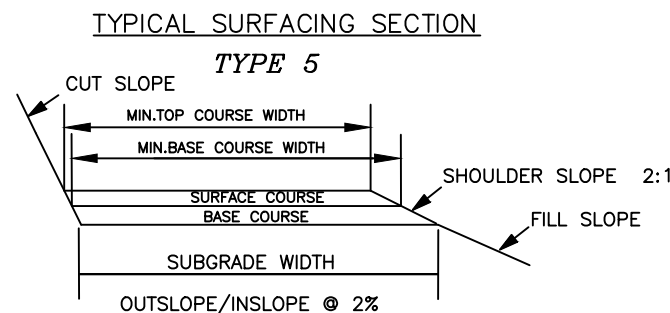 TYPICAL SURFACING SECTION
TYPE 5
CUT SLOPE
MIN.TOP COURSE WIDTH
MIN.BASE COURSE WIDTH
SHOULDER SLOPE 2:1
SURFACE COURSE
BASE COURSE
FILL SLOPE
SUBGRADE WIDTH
OUTSLOPE/INSLOPE @ 2%